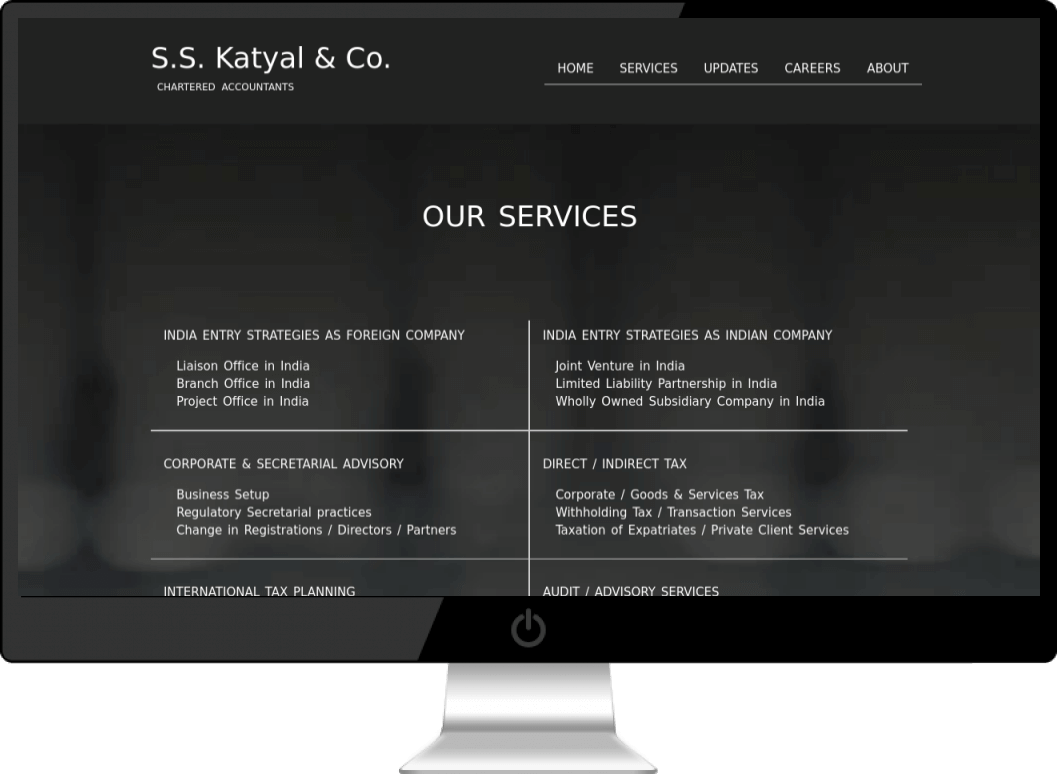 S.S. Katyal & Co.
CHARTERED ACCOUNTANTS
HOME SERVICES UPDATES CAREERS ABOUT
OUR SERVICES
INDIA ENTRY STRATEGIES AS FOREIGN COMPANY
Liaison Office in India
Branch Office in India
Project Office in India
INDIA ENTRY STRATEGIES AS INDIAN COMPANY
Joint Venture in India
Limited Liability Partnership in India
Wholly Owned Subsidiary Company in India
CORPORATE & SECRETARIAL ADVISORY
Business Setup
Regulatory Secretarial practices
Change in Registrations / Directors / Partners
DIRECT / INDIRECT TAX
Corporate / Goods & Services Tax
Withholding Tax / Transaction Services
Taxation of Expatriates / Private Client Services
INTERNATIONAL TAX PLANNING
AUDIT / ADVISORY SERVICES